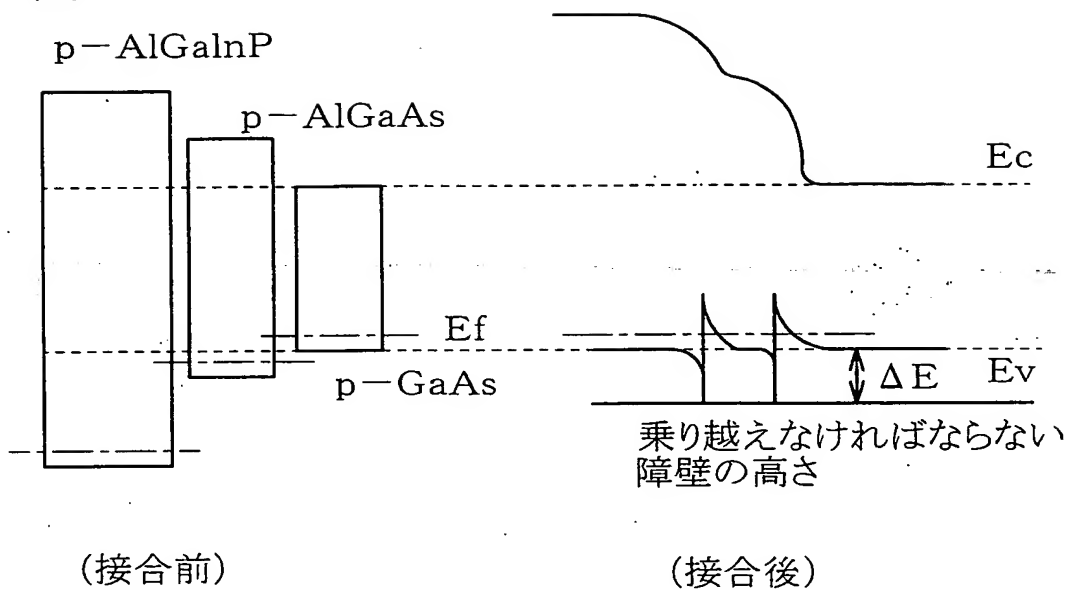 p－AlGaInP
p－AlGaAs
Ef
p－GaAs
Ec
ΔE
Ev
乗り越えなければならない
障壁の高さ
(接合前)
(接合後)